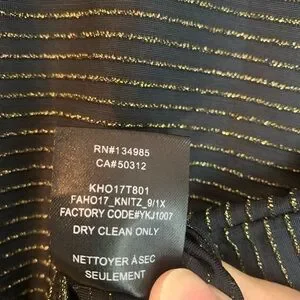 RN#134985
CA#50312
KHO17T801
FAHO17_KNITZ_9/1X
FACTORY CODE#YKJ1007
DRY CLEAN ONLY
NETTOYER ÀSEC
SEULEMENT